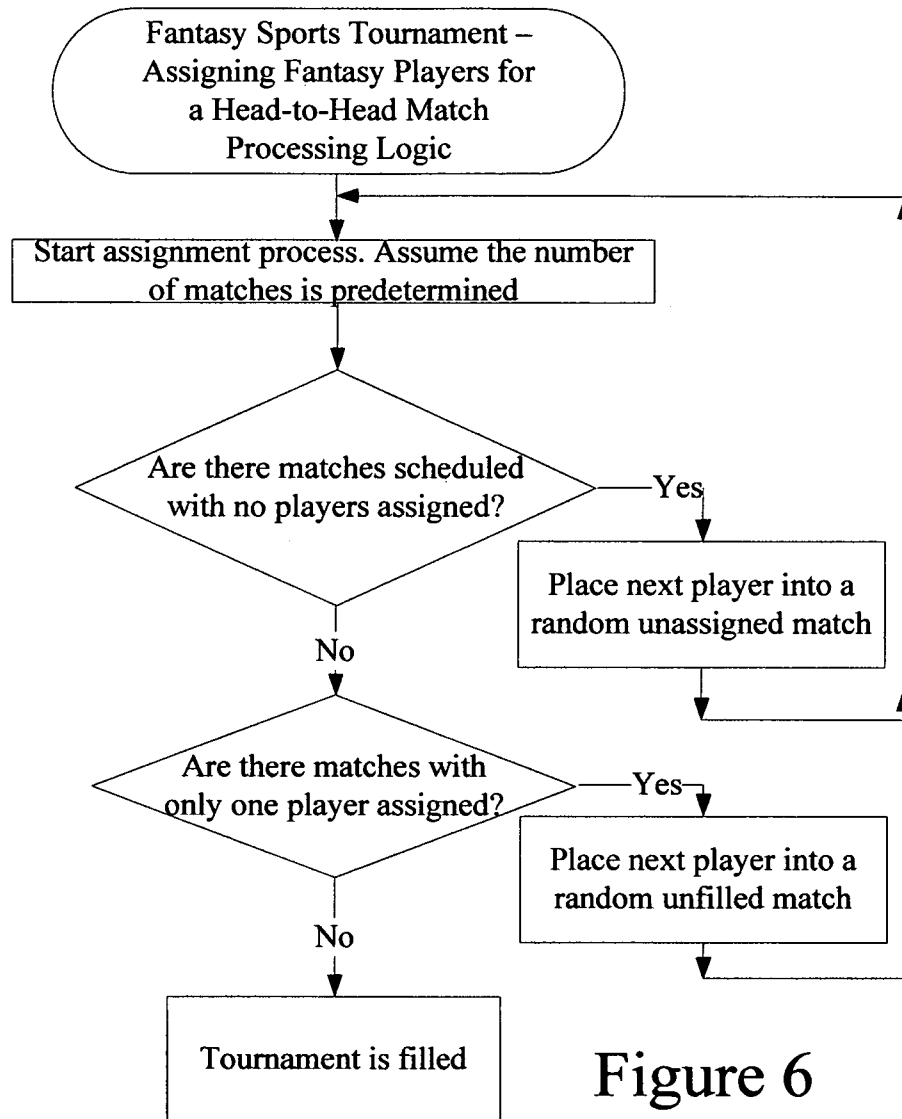 Fantasy Sports Tournament –
Assigning Fantasy Players for
a Head-to-Head Match
Processing Logic
Start assignment process. Assume the number
of matches is predetermined
Are there matches scheduled
with no players assigned?
Yes
Place next player into a
random unassigned match
No
Are there matches with
only one player assigned?
Yes
Place next player into a
random unfilled match
No
Tournament is filled
Figure 6